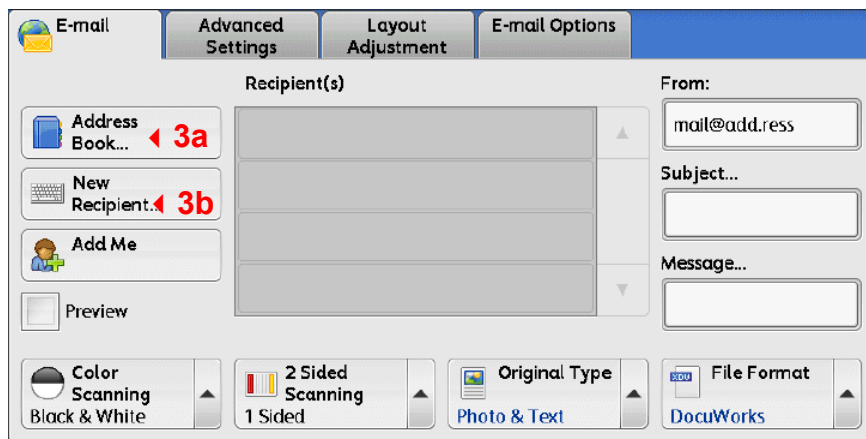 E-mail
Advanced
Settings
Layout
Adjustment
E-mail Options
Recipient(s)
From:
Address
Book...
3a
mail@add.ress
New
Recipient..
3b
Subject...
Add Me
Message...
Preview
Color
Scanning
Black & White
2 Sided
Scanning
1 Sided
Original Type
Photo & Text
XDW
File Format
DocuWorks